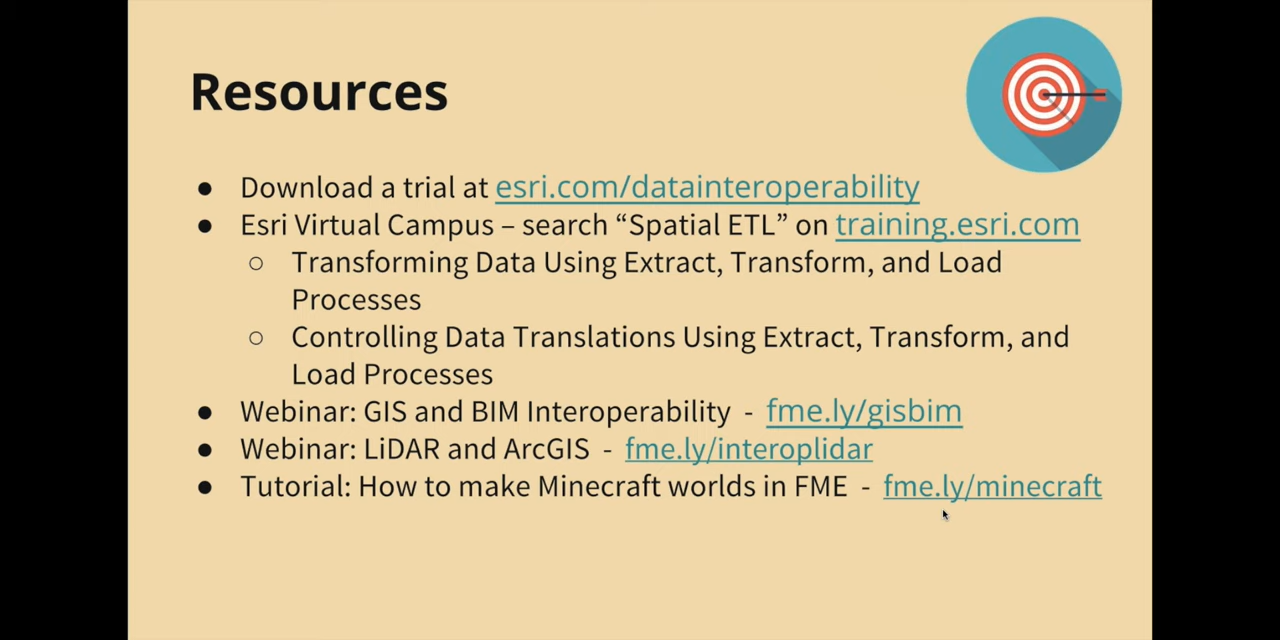 Resources
● Download a trial at esri.com/datainteroperability
● Esri Virtual Campus – search “Spatial ETL” on training.esri.com
○ Transforming Data Using Extract, Transform, and Load
Processes
○ Controlling Data Translations Using Extract, Transform, and
Load Processes
● Webinar: GIS and BIM Interoperability - fme.ly/gisbim
● Webinar: LiDAR and ArcGIS - fme.ly/interoplidar
● Tutorial: How to make Minecraft worlds in FME - fme.ly/minecraft